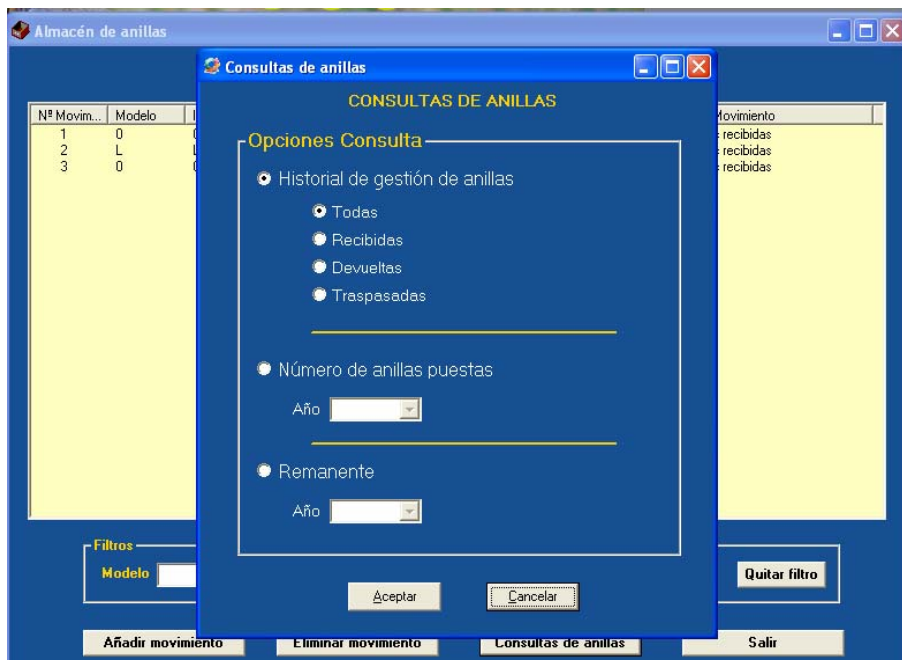 Almacén de anillas
Consultas de anillas
CONSULTAS DE ANILLAS
Nº Movim... Modelo Movimiento
1 0 recibidas
2 L recibidas
3 0 recibidas
Opciones Consulta
Historial de gestión de anillas
Todas
Recibidas
Devueltas
Traspasadas
Número de anillas puestas
Año
Remanente
Año
Filtros
Modelo
Quitar filtro
Aceptar Cancelar
Añadir movimiento Eliminar movimiento Consultas de anillas Salir